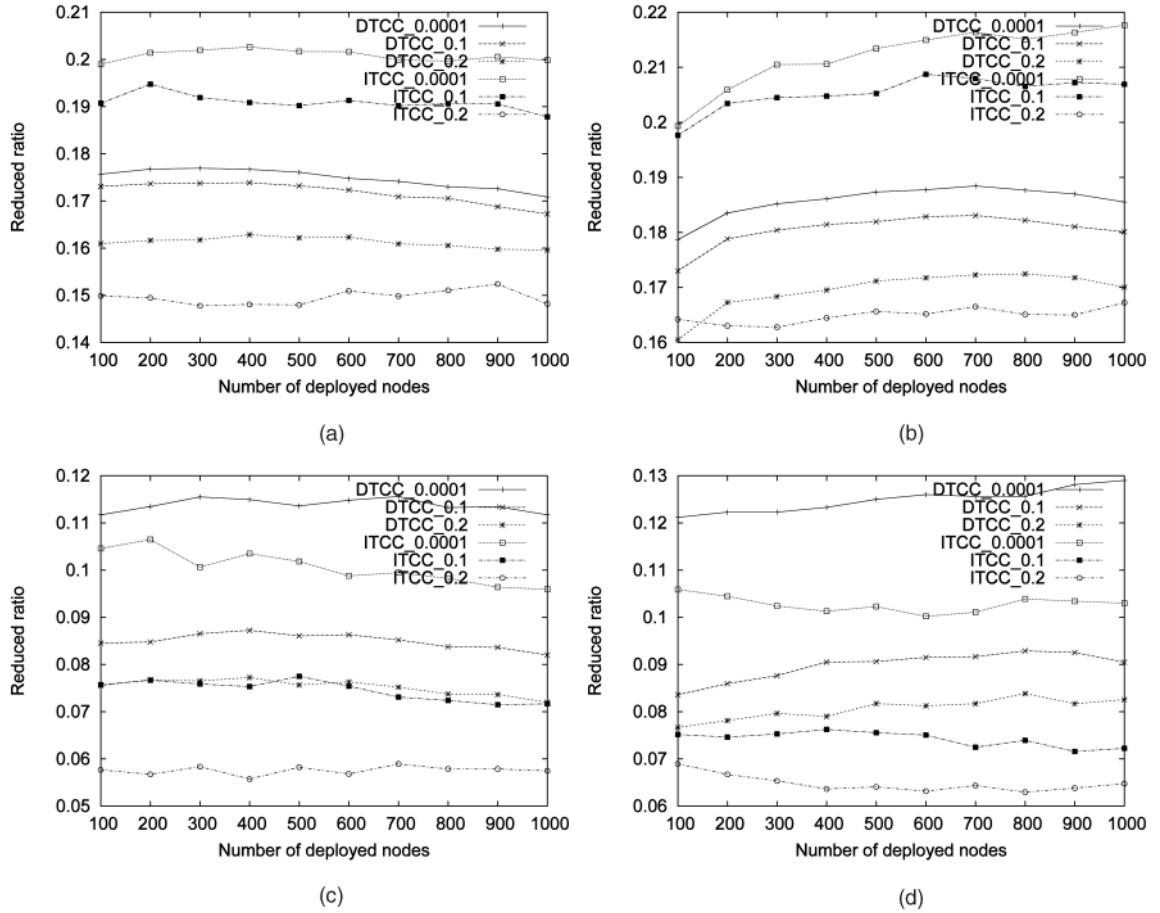 0.21
0.2
0.19
0.18
0.17
0.16
0.15
0.14
Reduced ratio
DTCC_0.0001
DTCC_0.1
DTCC_0.2
ITCC_0.0001
ITCC_0.1
ITCC_0.2
100 200 300 400 500 600 700 800 900 1000
Number of deployed nodes
(a)
0.22
0.21
0.2
0.19
0.18
0.17
0.16
Reduced ratio
DTCC_0.0001
DTCC_0.1
DTCC_0.2
ITCC_0.0001
ITCC_0.1
ITCC_0.2
100 200 300 400 500 600 700 800 900 1000
Number of deployed nodes
(b)
0.12
0.11
0.1
0.09
0.08
0.07
0.06
0.05
Reduced ratio
DTCC_0.0001
DTCC_0.1
DTCC_0.2
ITCC_0.0001
ITCC_0.1
ITCC_0.2
100 200 300 400 500 600 700 800 900 1000
Number of deployed nodes
(c)
0.13
0.12
0.11
0.1
0.09
0.08
0.07
0.06
Reduced ratio
DTCC_0.0001
DTCC_0.1
DTCC_0.2
ITCC_0.0001
ITCC_0.1
ITCC_0.2
100 200 300 400 500 600 700 800 900 1000
Number of deployed nodes
(d)